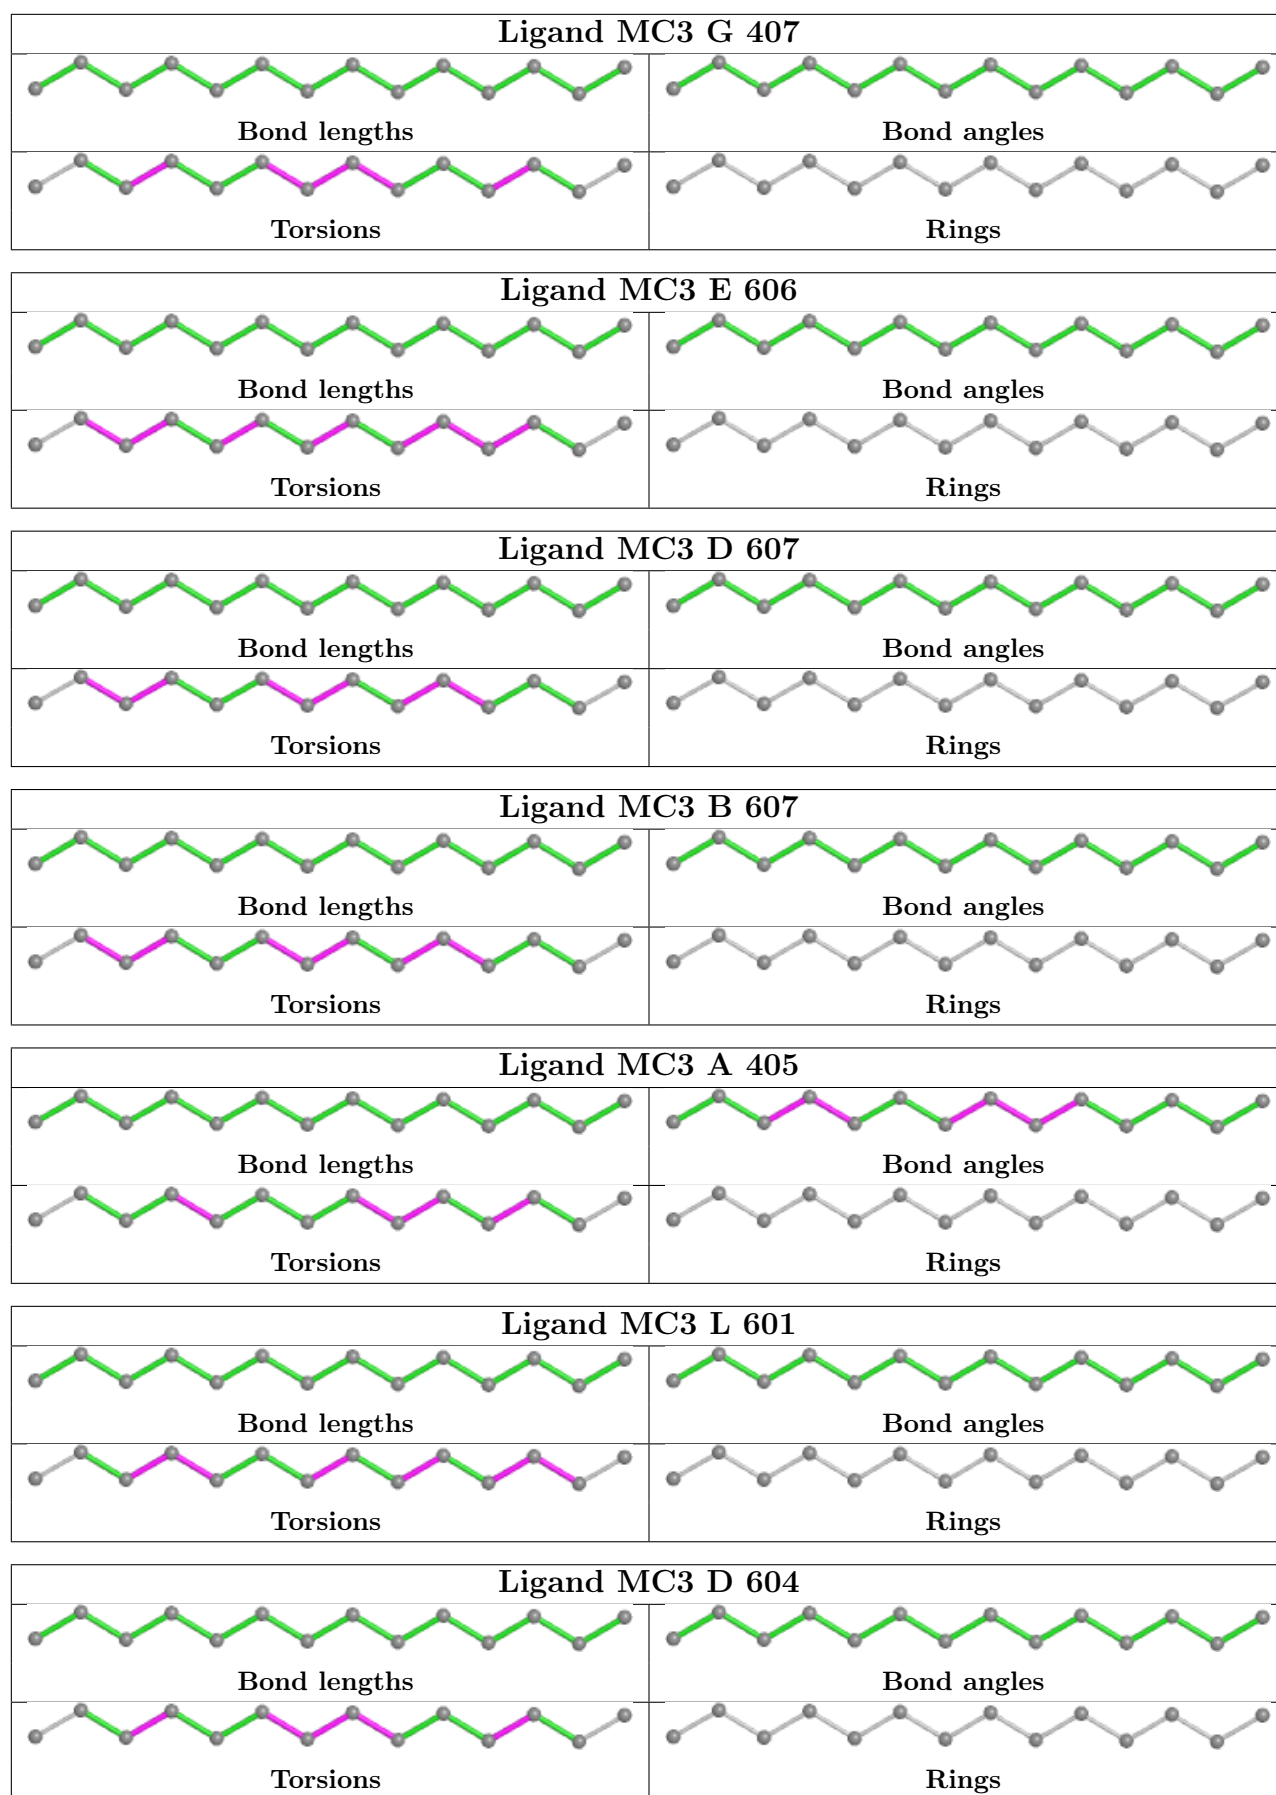 Ligand MC3 G 407
Bond lengths Bond angles
Torsions Rings
Ligand MC3 E 606
Bond lengths Bond angles
Torsions Rings
Ligand MC3 D 607
Bond lengths Bond angles
Torsions Rings
Ligand MC3 B 607
Bond lengths Bond angles
Torsions Rings
Ligand MC3 A 405
Bond lengths Bond angles
Torsions Rings
Ligand MC3 L 601
Bond lengths Bond angles
Torsions Rings
Ligand MC3 D 604
Bond lengths Bond angles
Torsions Rings